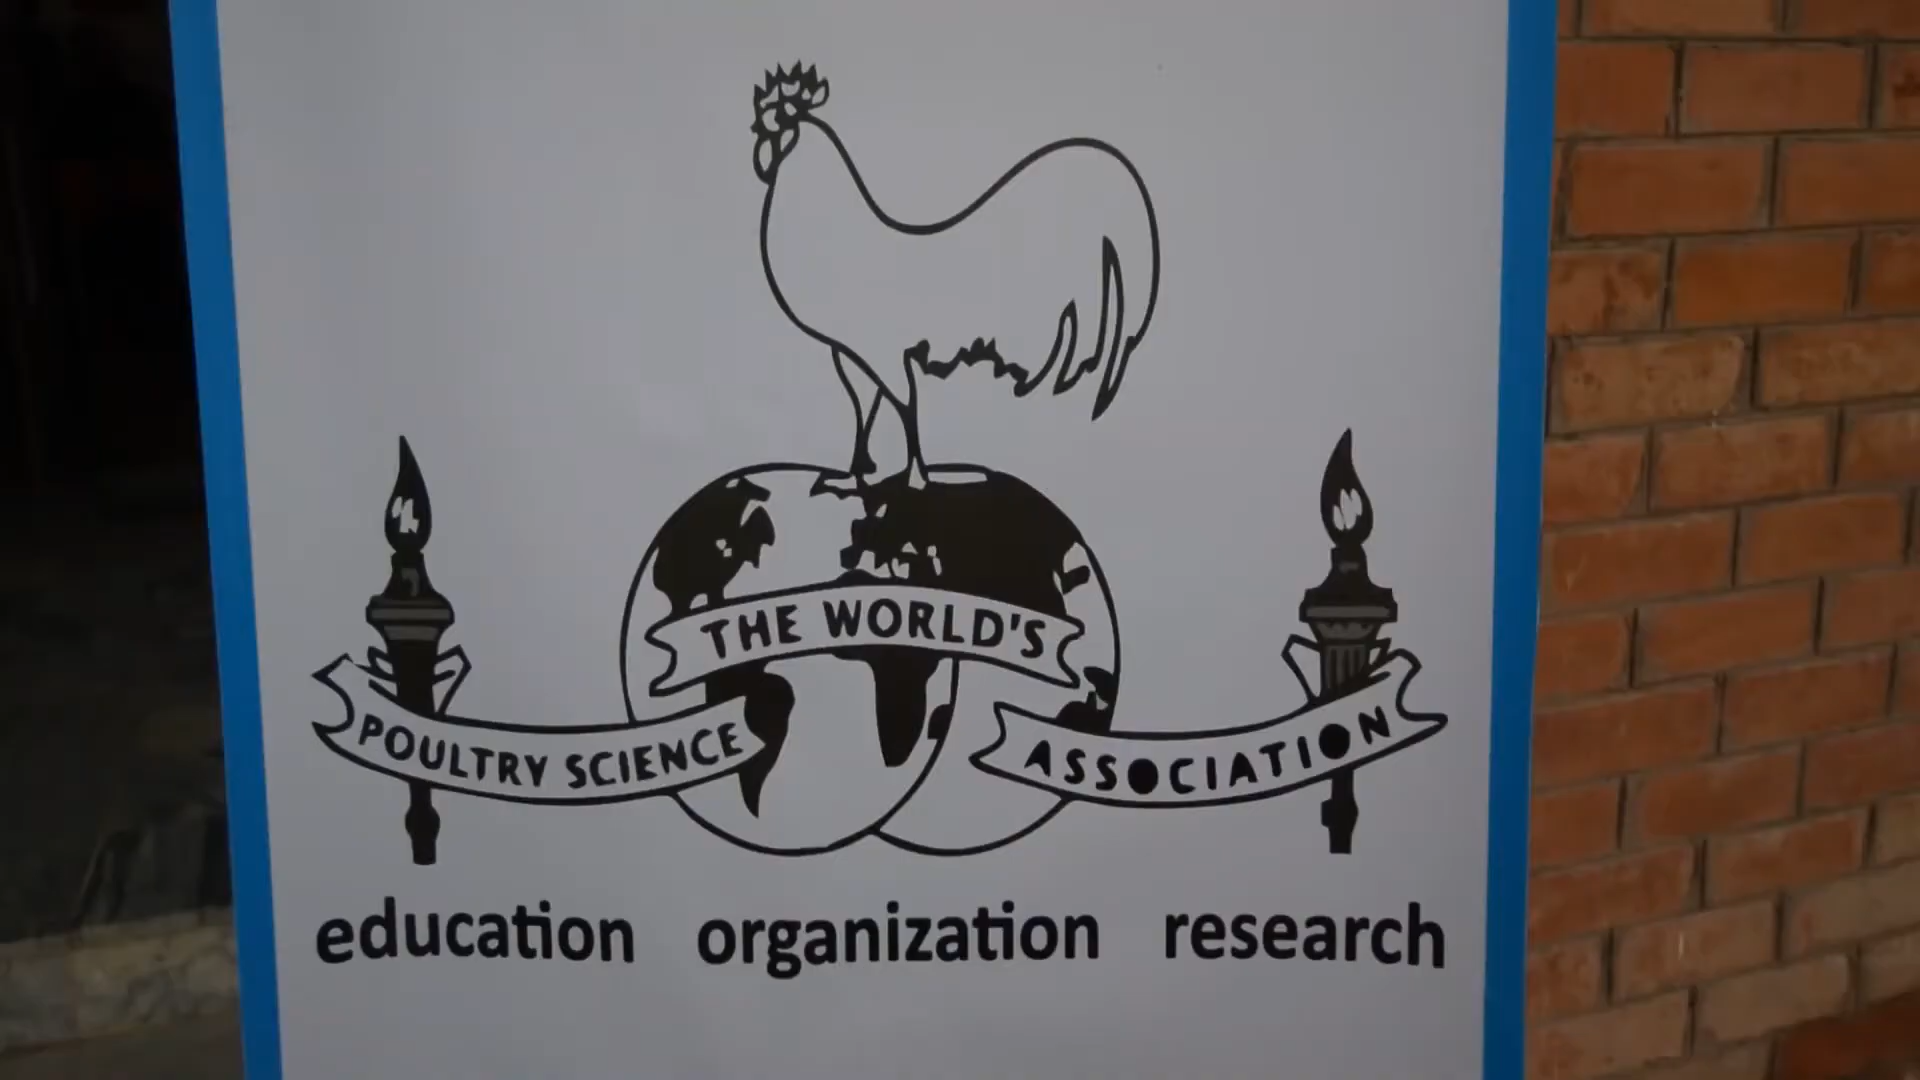 THE WORLD'S
POULTRY SCIENCE ASSOCIATION
education organization research